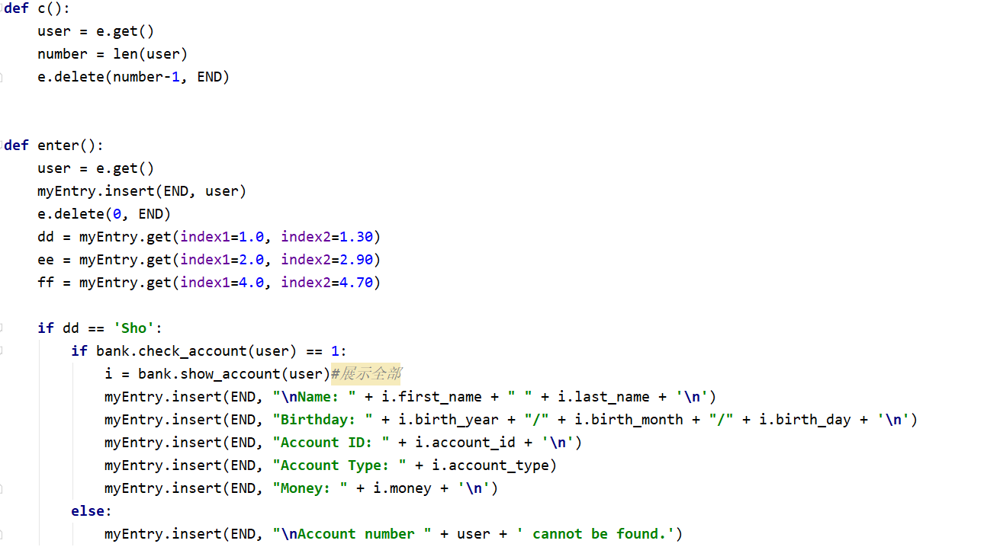 def c():
    user = e.get()
    number = len(user)
    e.delete(number-1, END)
def enter():
    user = e.get()
    myEntry.insert(END, user)
    e.delete(0, END)
    dd = myEntry.get(index1=1.0, index2=1.30)
    ee = myEntry.get(index1=2.0, index2=2.90)
    ff = myEntry.get(index1=4.0, index2=4.70)
    if dd == 'Sho':
        if bank.check_account(user) == 1:
            i = bank.show_account(user)#展示全部
            myEntry.insert(END, "\nName: " + i.first_name + " " + i.last_name + '\n')
            myEntry.insert(END, "Birthday: " + i.birth_year + "/" + i.birth_month + "/" + i.birth_day + '\n')
            myEntry.insert(END, "Account ID: " + i.account_id + '\n')
            myEntry.insert(END, "Account Type: " + i.account_type)
            myEntry.insert(END, "Money: " + i.money + '\n')
        else:
            myEntry.insert(END, "\nAccount number " + user + ' cannot be found.')